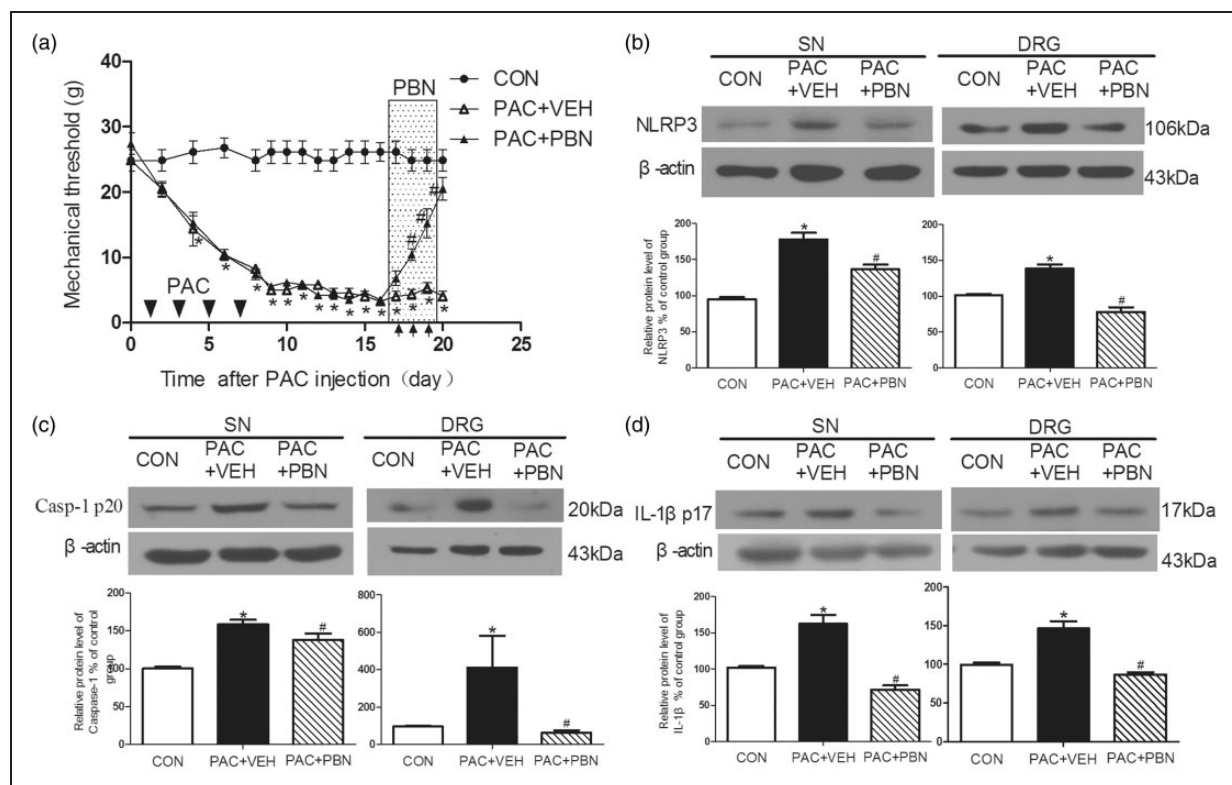 (a)
Mechanical threshold (g)
40
30
20
10
0
PBN
CON
PAC+VEH
PAC+PBN
#
#
#
*
*
* * * * * * * * * * *
PAC
0 5 10 15 20 25
Time after PAC injection (day)
(b)
SN DRG
CON PAC +VEH PAC +PBN CON PAC +VEH PAC +PBN
NLRP3 106kDa
β -actin 43kDa
Relative protein level of
NLRP3 % of control group
200
150
100
50
0
*
#
CON PAC+VEH PAC+PBN
200
150
100
50
0
*
#
CON PAC+VEH PAC+PBN
(c)
SN DRG
CON PAC +VEH PAC +PBN CON PAC +VEH PAC +PBN
Casp-1 p20 20kDa
β -actin 43kDa
Relative protein level of
Caspase-1 % of control
group
200
150
100
50
0
*
#
CON PAC+VEH PAC+PBN
800
600
400
200
0
*
#
CON PAC+VEH PAC+PBN
(d)
SN DRG
CON PAC +VEH PAC +PBN CON PAC +VEH PAC +PBN
IL-1β p17 17kDa
β -actin 43kDa
Relative protein level of
IL-1β % of control group
200
150
100
50
0
*
#
CON PAC+VEH PAC+PBN
200
150
100
50
0
*
#
CON PAC+VEH PAC+PBN